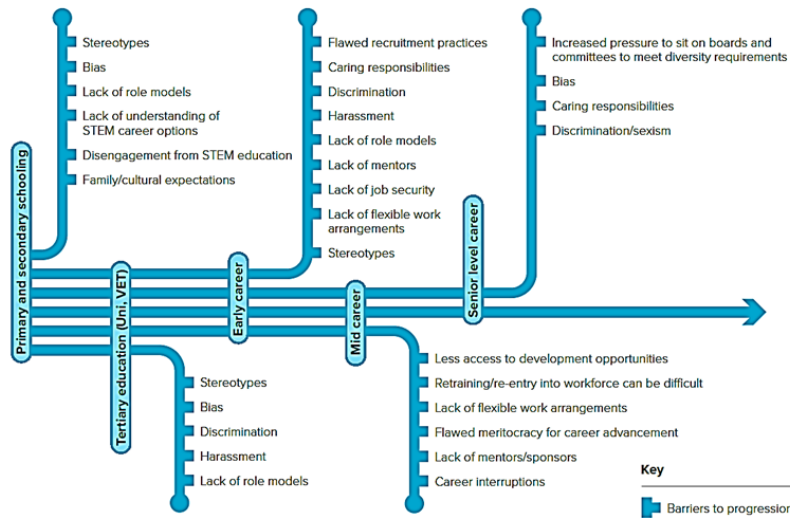 Stereotypes
Bias
Lack of role models
Lack of understanding of
STEM career options
Disengagement from STEM education
Family/cultural expectations
Flawed recruitment practices
Caring responsibilities
Discrimination
Harassment
Lack of role models
Lack of mentors
Lack of job security
Lack of flexible work
arrangements
Stereotypes
Increased pressure to sit on boards and
committees to meet diversity requirements
Bias
Caring responsibilities
Discrimination/sexism
Primary and secondary schooling
Tertiary education (Uni, VET)
Early career
Mid career
Senior level career
Stereotypes
Bias
Discrimination
Harassment
Lack of role models
Less access to development opportunities
Retraining/re-entry into workforce can be difficult
Lack of flexible work arrangements
Flawed meritocracy for career advancement
Lack of mentors/sponsors
Career interruptions
Key
Barriers to progression